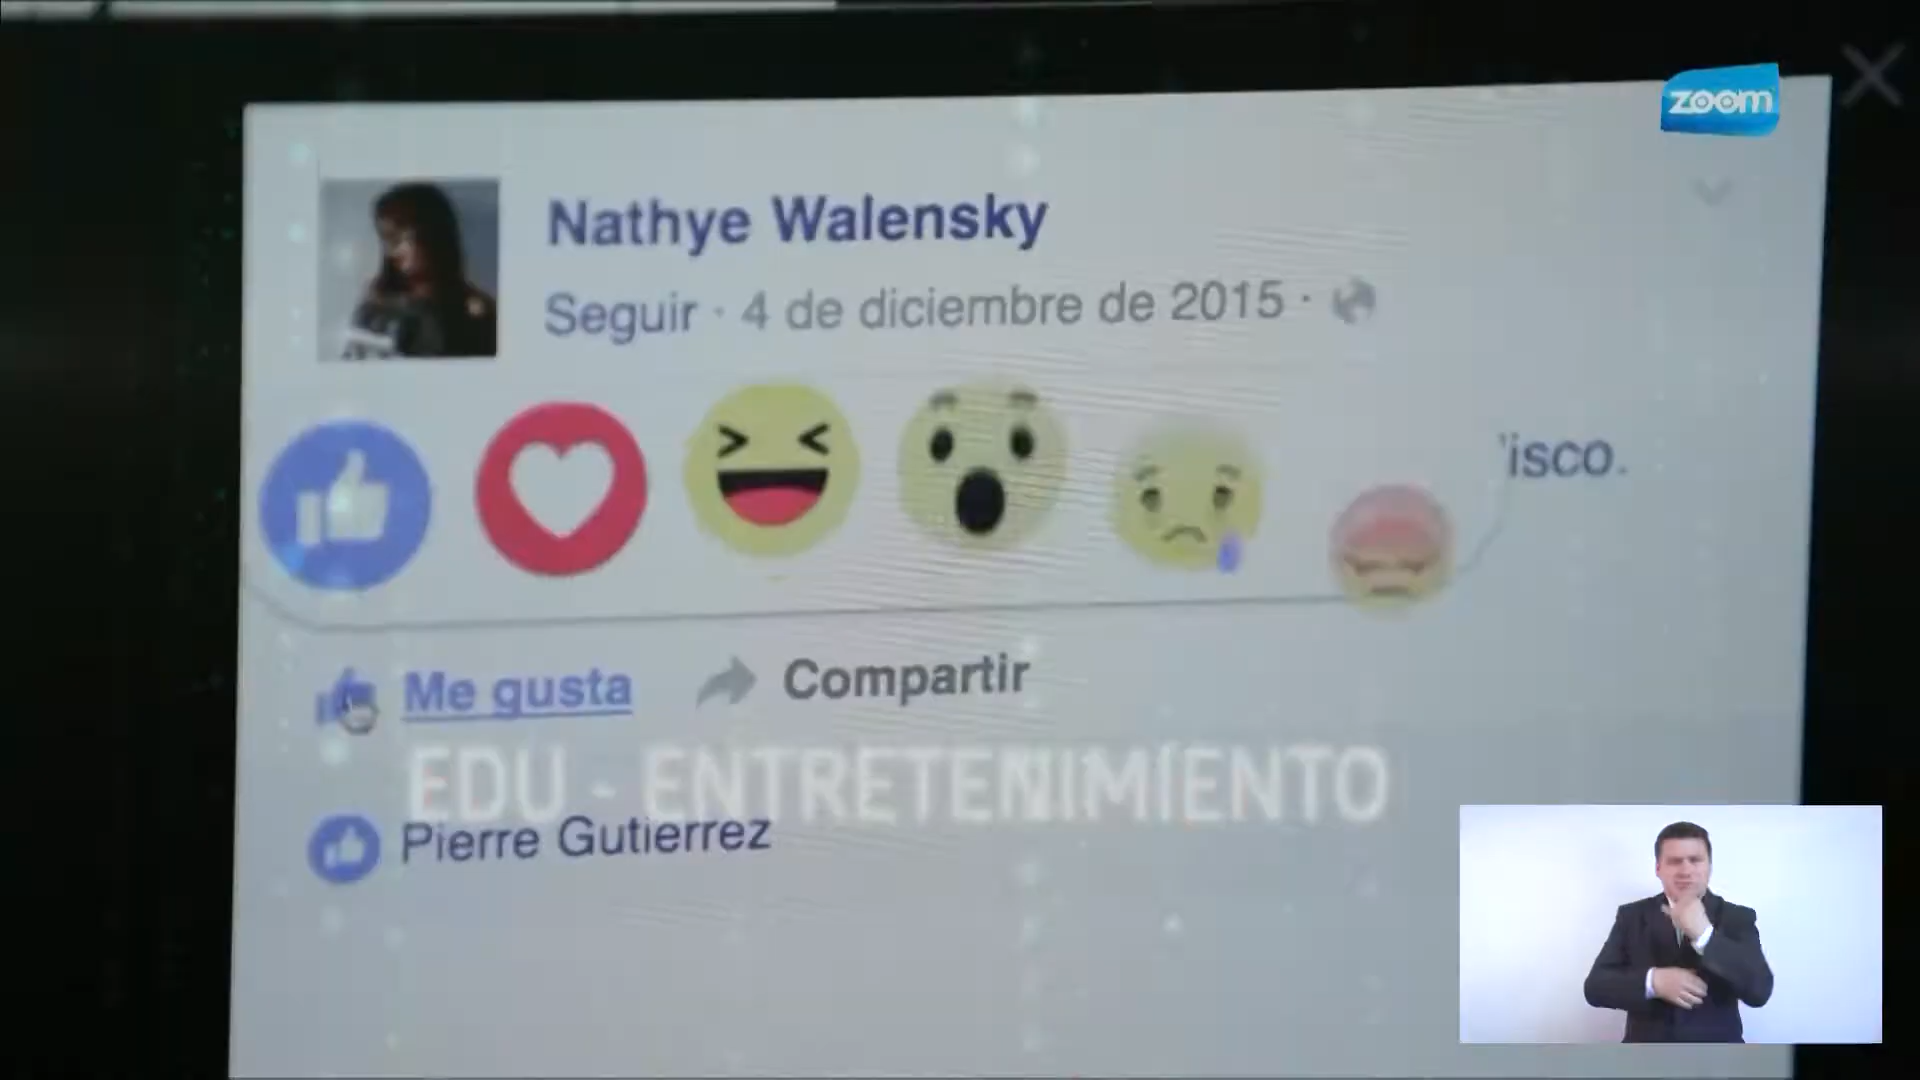 zoom
Nathye Walensky
Seguir · 4 de diciembre de 2015 ·
isco.
Me gusta
Compartir
EDU - ENTRETENIMIENTO
Pierre Gutierrez